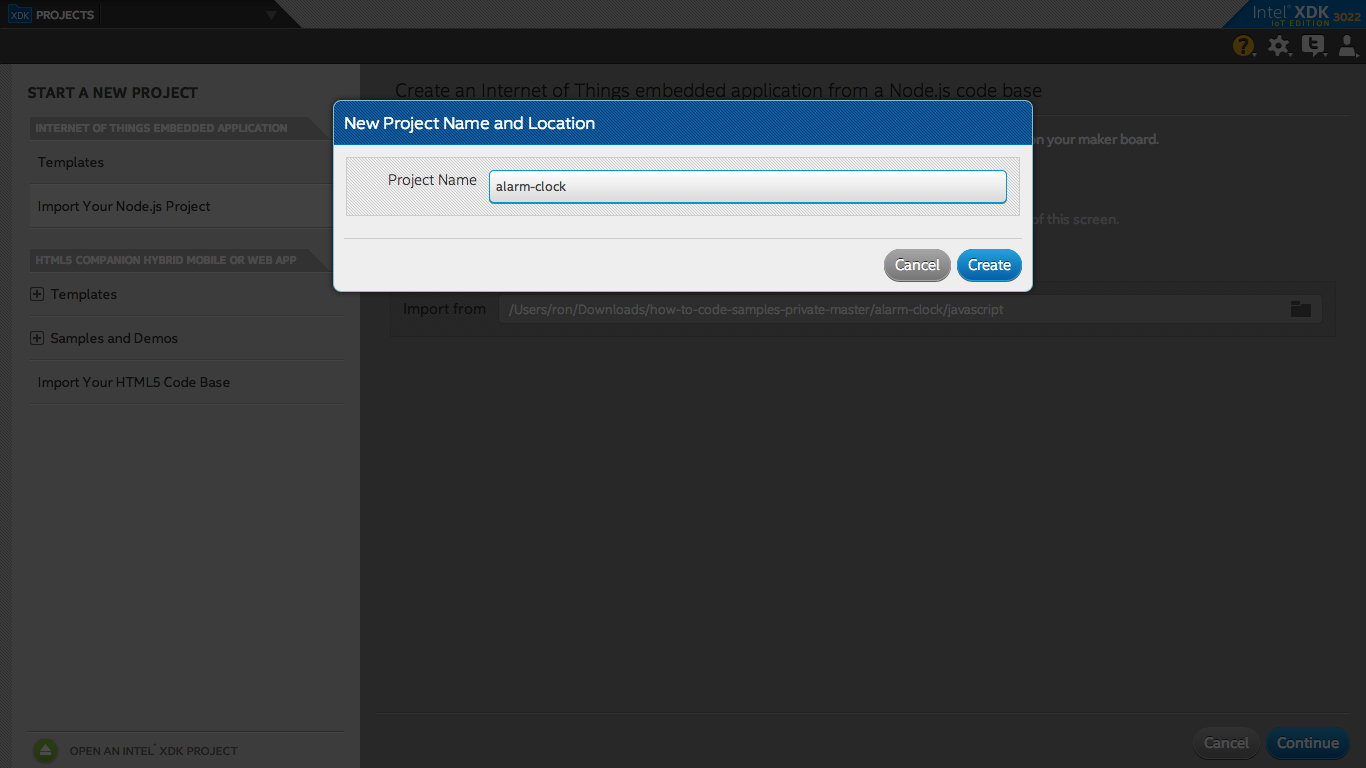 XDK PROJECTS
Intel® XDK 3022
IoT EDITION
START A NEW PROJECT
INTERNET OF THINGS EMBEDDED APPLICATION
Templates
Import Your Node.js Project
HTML5 COMPANION HYBRID MOBILE OR WEB APP
Templates
Samples and Demos
Import Your HTML5 Code Base
OPEN AN INTEL® XDK PROJECT
Create an Internet of Things embedded application from a Node.js code base
on your maker board.
of this screen.
New Project Name and Location
Project Name alarm-clock
Cancel Create
Import from /Users/ron/Downloads/how-to-code-samples-private-master/alarm-clock/javascript
Cancel Continue